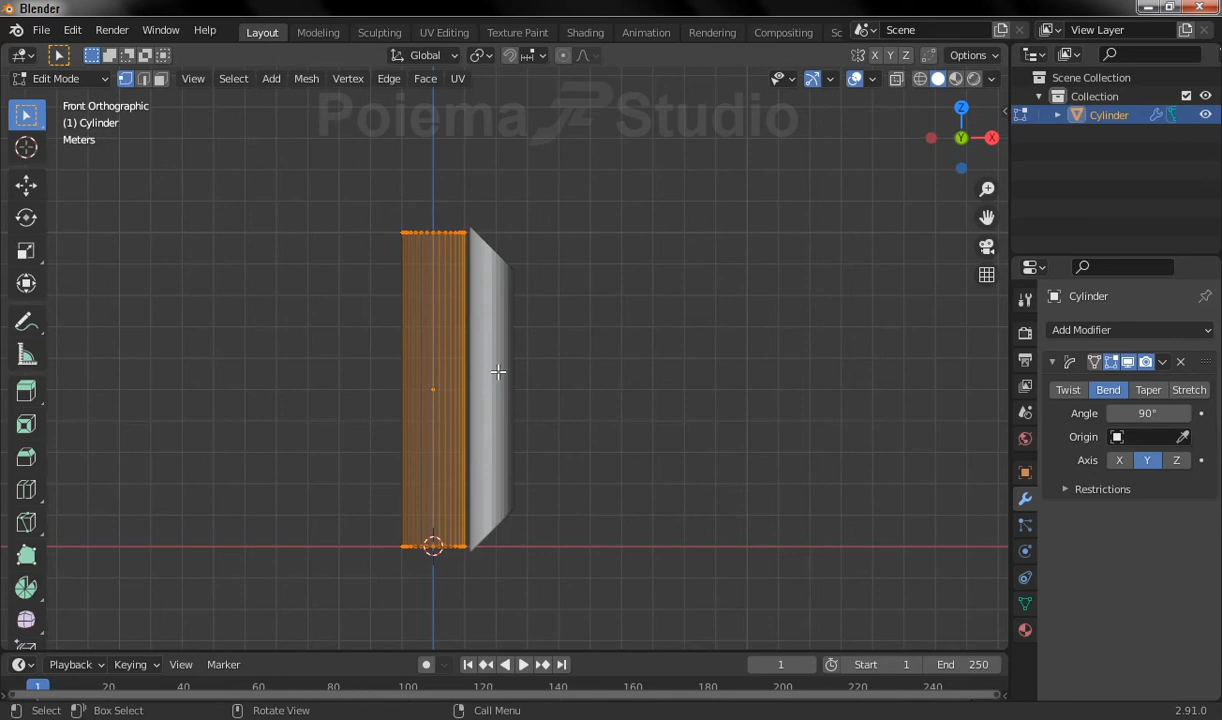 Blender
File Edit Render Window Help Layout Modeling Sculpting UV Editing Texture Paint Shading Animation Rendering Compositing Sc Scene View Layer
Global X Y Z Options
Edit Mode View Select Add Mesh Vertex Edge Face UV
Scene Collection
Collection
Cylinder
Front Orthographic
(1) Cylinder
Meters
Poiema Studio
Z
Y
X
Cylinder
Add Modifier
Twist Bend Taper Stretch
Angle 90°
Origin
Axis X Y Z
Restrictions
Playback Keying View Marker 1 Start 1 End 250
1 20 40 60 80 100 120 140 160 180 200 220 240
Select Box Select Rotate View Call Menu 2.91.0